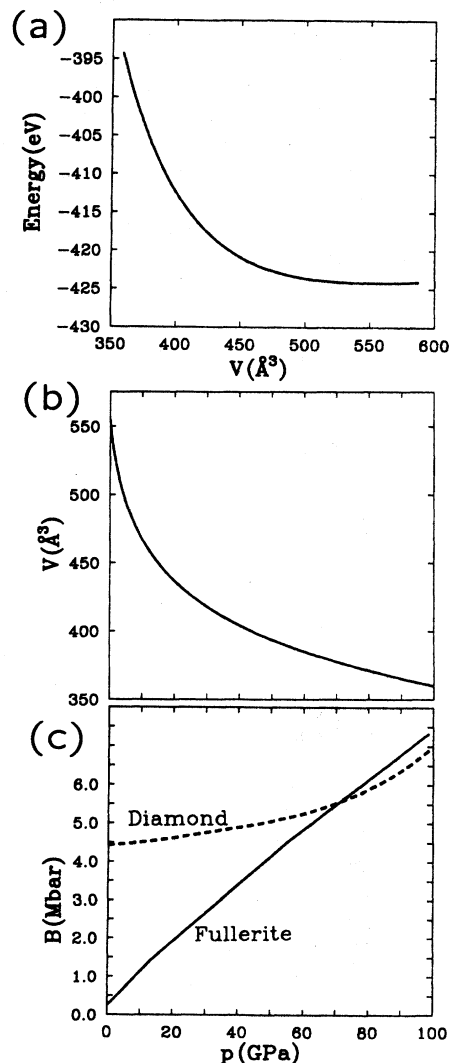 (a)
−395
−400
−405
−410
−415
−420
−425
−430
Energy(eV)
350 400 450 500 550 600
V(Å³)
(b)
550
500
450
400
350
V(Å³)
(c)
6.0
5.0
4.0
3.0
2.0
1.0
0.0
B(Mbar)
Diamond
Fullerite
0 20 40 60 80 100
p(GPa)